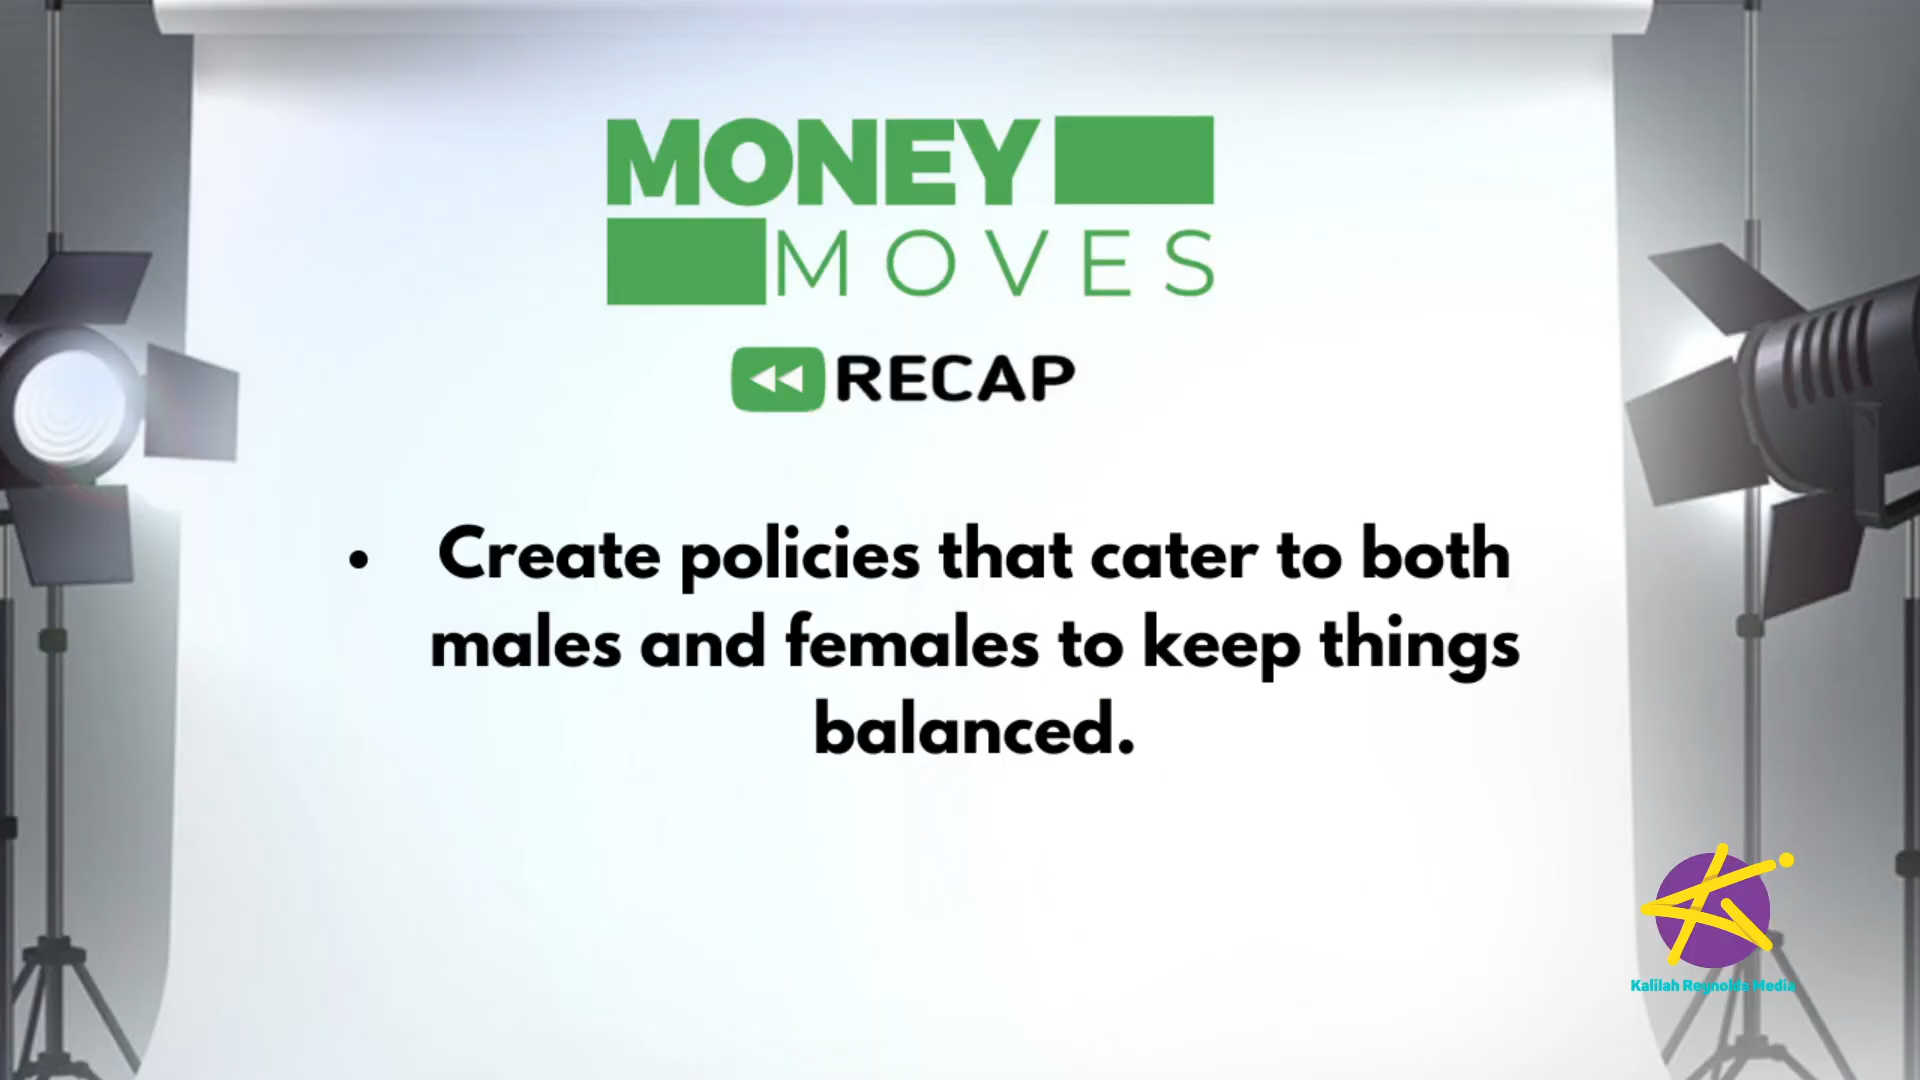 MONEY
MOVES
RECAP
• Create policies that cater to both
males and females to keep things
balanced.
Kalilah Reynolds Media